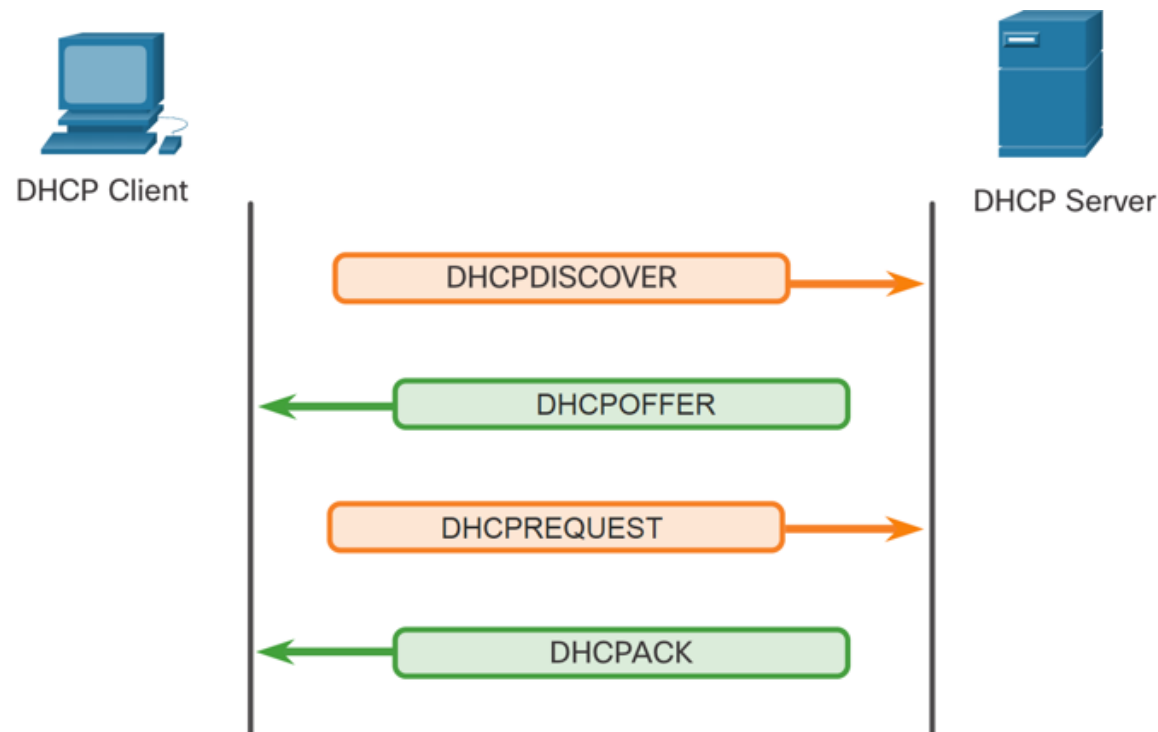 DHCP Client
DHCP Server
DHCPDISCOVER
DHCPOFFER
DHCPREQUEST
DHCPACK